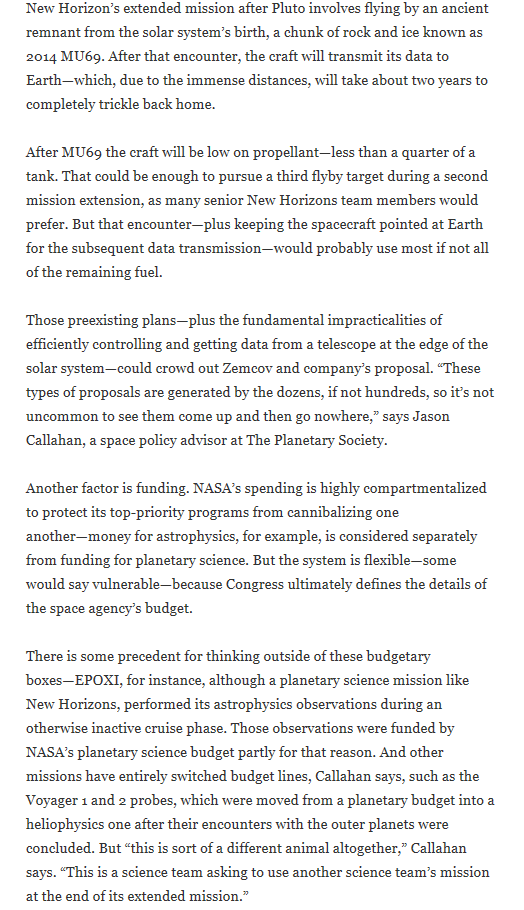 New Horizon’s extended mission after Pluto involves flying by an ancient
remnant from the solar system’s birth, a chunk of rock and ice known as
2014 MU69. After that encounter, the craft will transmit its data to
Earth—which, due to the immense distances, will take about two years to
completely trickle back home.
After MU69 the craft will be low on propellant—less than a quarter of a
tank. That could be enough to pursue a third flyby target during a second
mission extension, as many senior New Horizons team members would
prefer. But that encounter—plus keeping the spacecraft pointed at Earth
for the subsequent data transmission—would probably use most if not all
of the remaining fuel.
Those preexisting plans—plus the fundamental impracticalities of
efficiently controlling and getting data from a telescope at the edge of the
solar system—could crowd out Zemcov and company’s proposal. “These
types of proposals are generated by the dozens, if not hundreds, so it’s not
uncommon to see them come up and then go nowhere,” says Jason
Callahan, a space policy advisor at The Planetary Society.
Another factor is funding. NASA’s spending is highly compartmentalized
to protect its top-priority programs from cannibalizing one
another—money for astrophysics, for example, is considered separately
from funding for planetary science. But the system is flexible—some
would say vulnerable—because Congress ultimately defines the details of
the space agency’s budget.
There is some precedent for thinking outside of these budgetary
boxes—EPOXI, for instance, although a planetary science mission like
New Horizons, performed its astrophysics observations during an
otherwise inactive cruise phase. Those observations were funded by
NASA’s planetary science budget partly for that reason. And other
missions have entirely switched budget lines, Callahan says, such as the
Voyager 1 and 2 probes, which were moved from a planetary budget into a
heliophysics one after their encounters with the outer planets were
concluded. But “this is sort of a different animal altogether,” Callahan
says. “This is a science team asking to use another science team’s mission
at the end of its extended mission.”